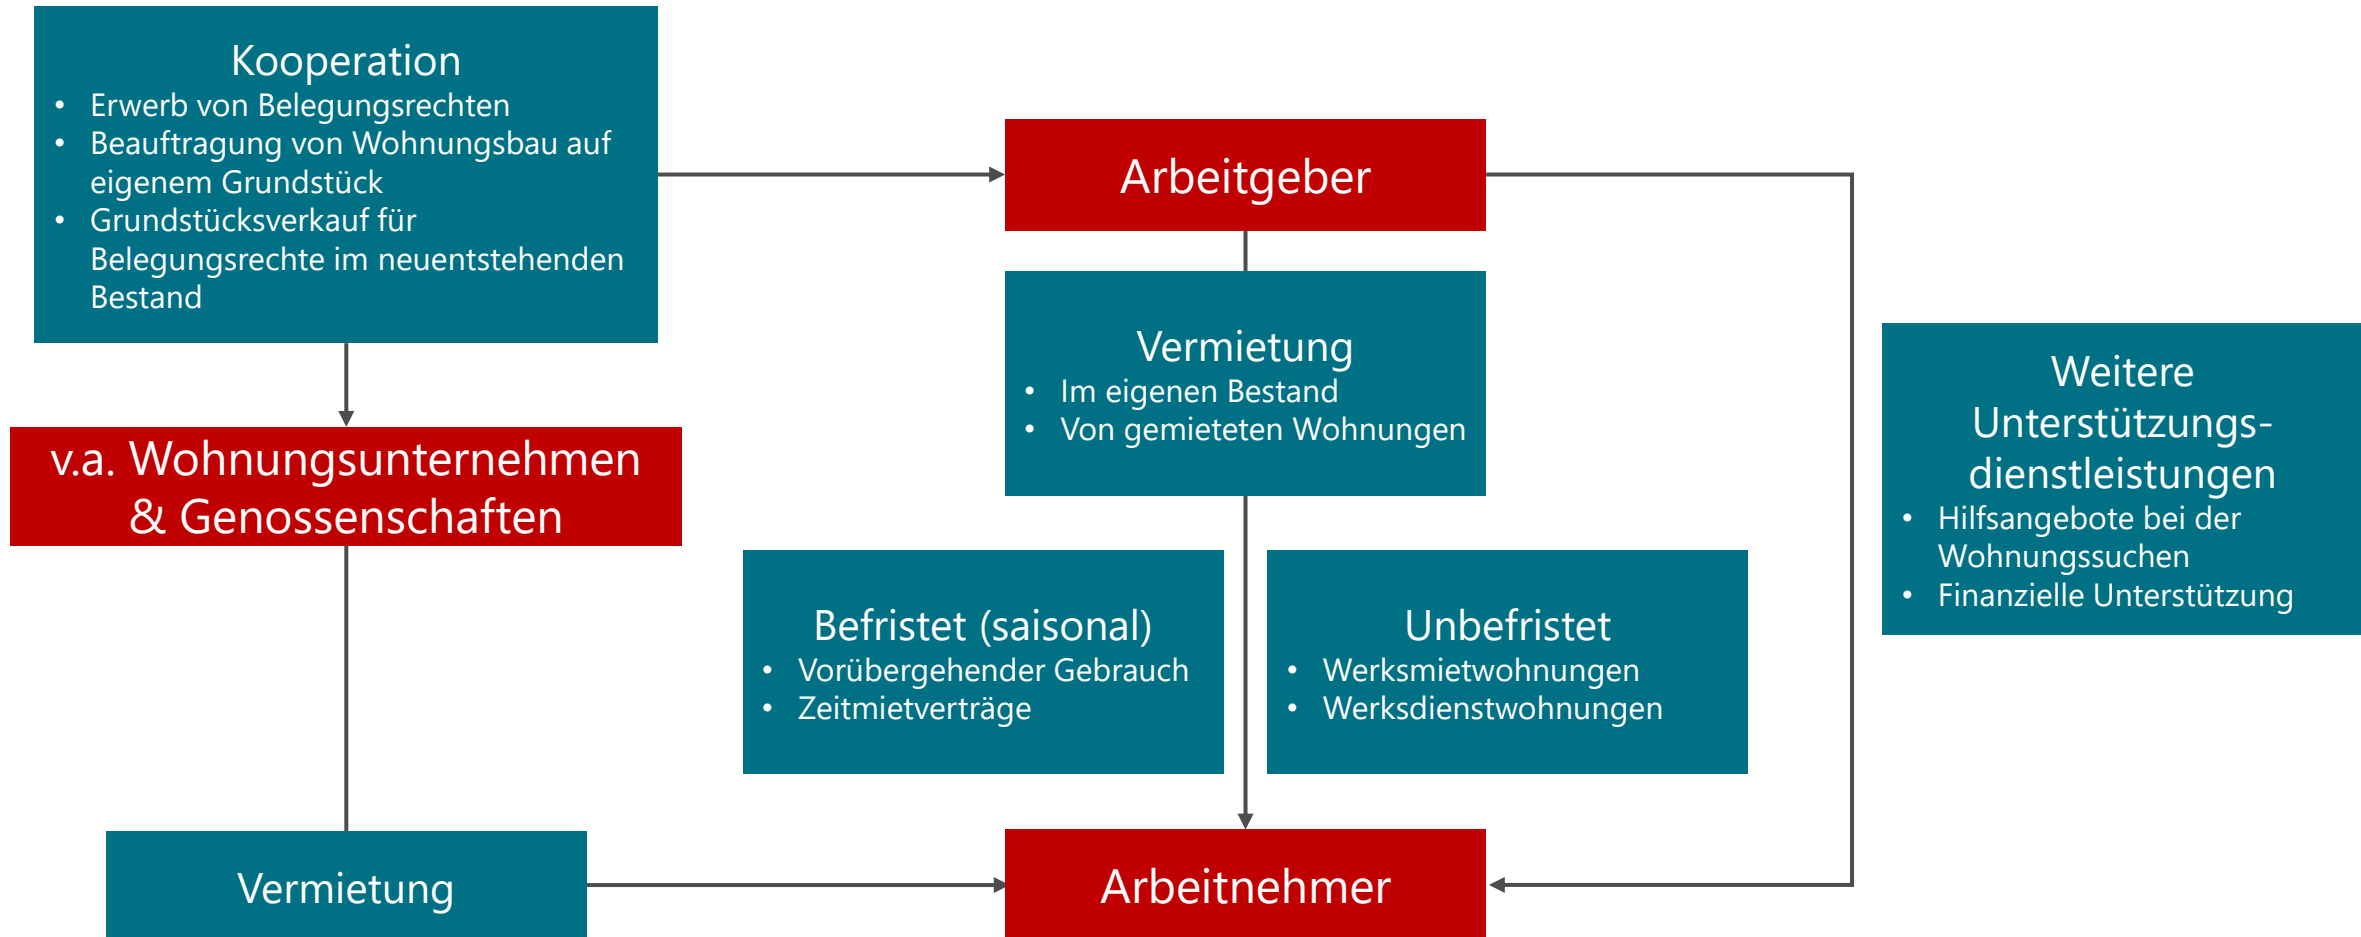 Kooperation
• Erwerb von Belegungsrechten
• Beauftragung von Wohnungsbau auf
eigenem Grundstück
• Grundstücksverkauf für
Belegungsrechte im neuentstehenden
Bestand
v.a. Wohnungsunternehmen
& Genossenschaften
Vermietung
Arbeitgeber
Vermietung
• Im eigenen Bestand
• Von gemieteten Wohnungen
Befristet (saisonal)
• Vorübergehender Gebrauch
• Zeitmietverträge
Unbefristet
• Werksmietwohnungen
• Werksdienstwohnungen
Arbeitnehmer
Weitere
Unterstützungs-
dienstleistungen
• Hilfsangebote bei der
Wohnungssuchen
• Finanzielle Unterstützung